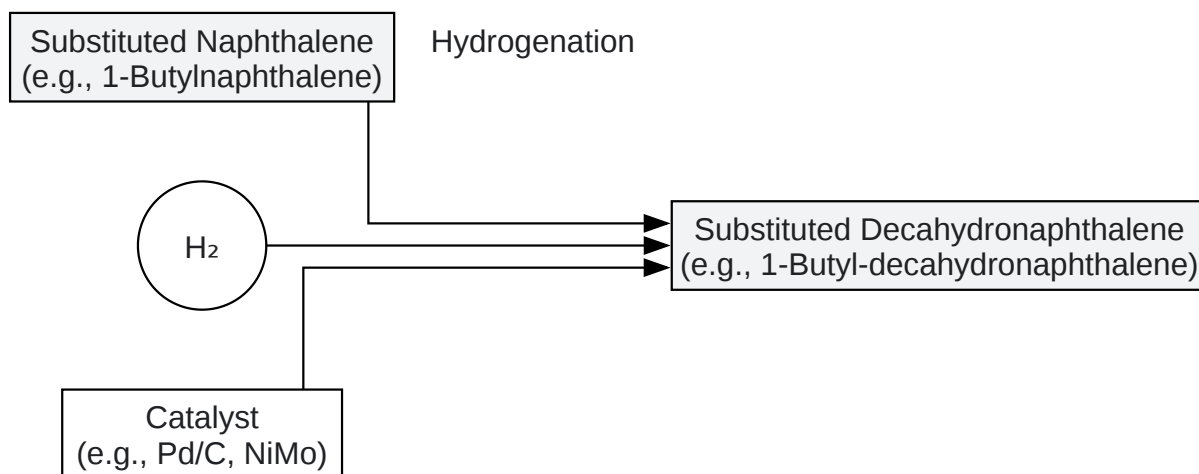 Substituted Naphthalene
(e.g., 1-Butylnaphthalene)
Hydrogenation
H₂
Substituted Decahydronaphthalene
(e.g., 1-Butyl-decahydronaphthalene)
Catalyst
(e.g., Pd/C, NiMo)